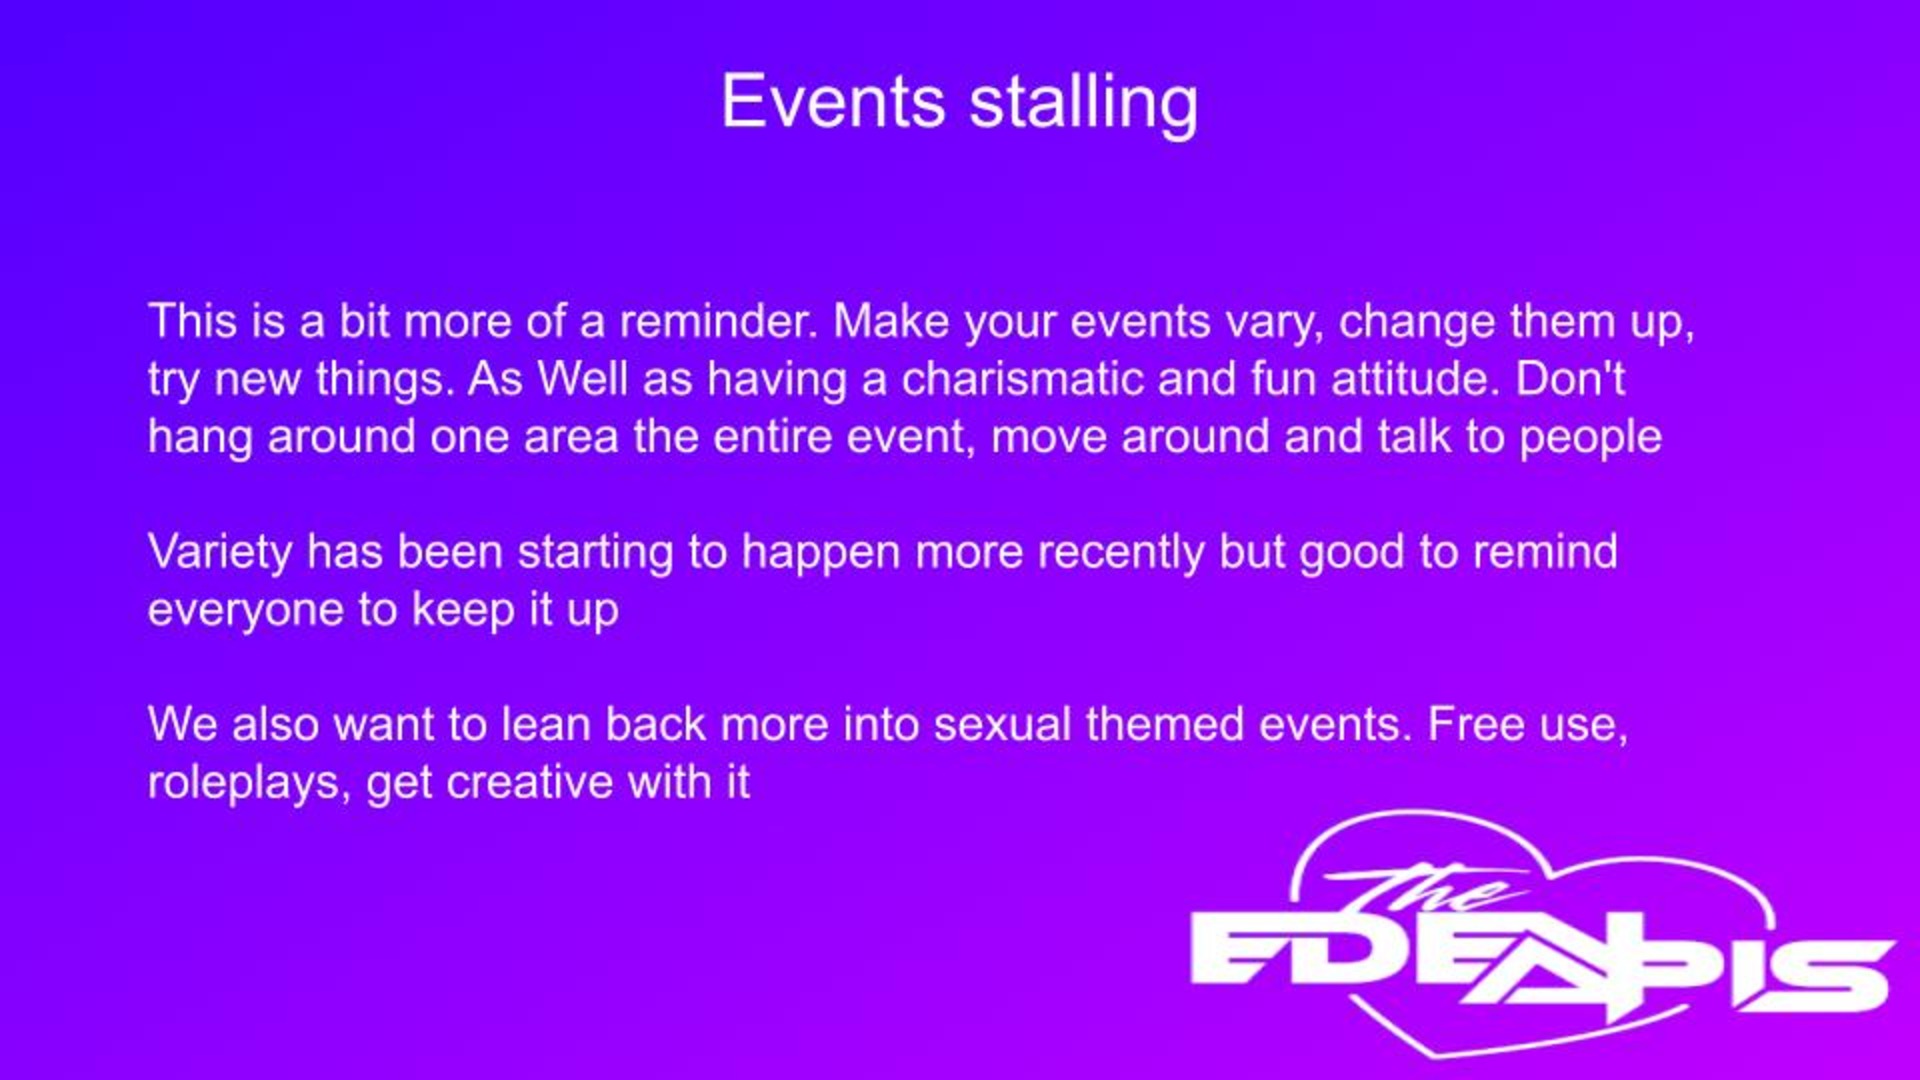 Events stalling
This is a bit more of a reminder. Make your events vary, change them up,
try new things. As Well as having a charismatic and fun attitude. Don't
hang around one area the entire event, move around and talk to people
Variety has been starting to happen more recently but good to remind
everyone to keep it up
We also want to lean back more into sexual themed events. Free use,
roleplays, get creative with it
The